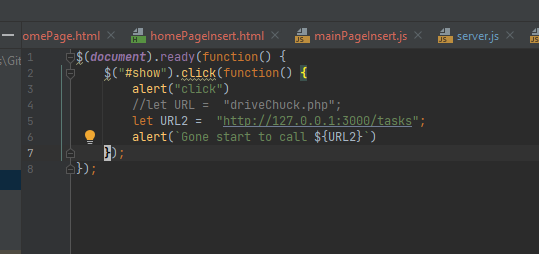 omePage.html × homePageInsert.html × mainPageInsert.js × server.js ×
s\Git
1 $(document).ready(function() {
2 $("#show").click(function() {
3 alert("click")
4 //let URL = "driveChuck.php";
5 let URL2 = "http://127.0.0.1:3000/tasks";
6 alert(`Gone start to call ${URL2}`)
7 });
8 });